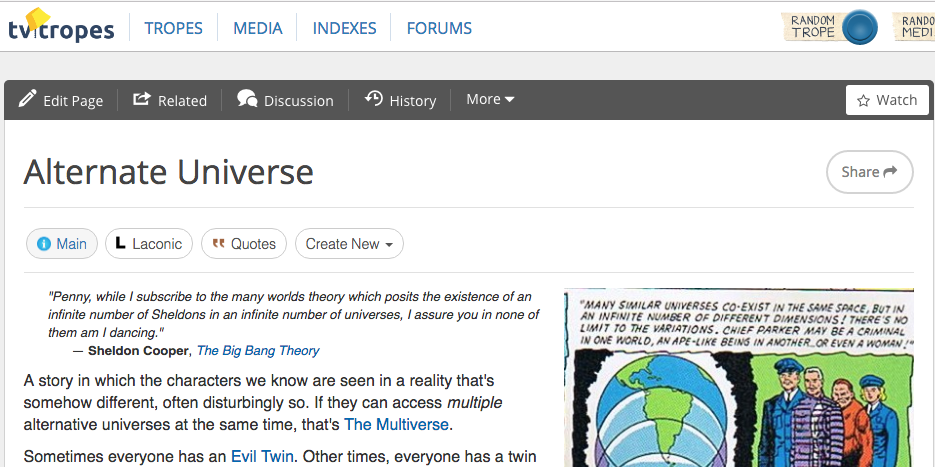 tvtropes TROPES MEDIA INDEXES FORUMS RANDOM TROPE RANDO MEDI
Edit Page Related Discussion History More Watch
Alternate Universe Share
Main L Laconic Quotes Create New
"Penny, while I subscribe to the many worlds theory which posits the existence of an
infinite number of Sheldons in an infinite number of universes, I assure you in none of
them am I dancing."
— Sheldon Cooper, The Big Bang Theory
A story in which the characters we know are seen in a reality that's
somehow different, often disturbingly so. If they can access multiple
alternative universes at the same time, that's The Multiverse.
Sometimes everyone has an Evil Twin. Other times, everyone has a twin
"MANY SIMILAR UNIVERSES CO-EXIST IN THE SAME SPACE, BUT IN
AN INFINITE NUMBER OF DIFFERENT DIMENSIONS! THERE'S NO
LIMIT TO THE VARIATIONS. CHIEF PARKER MAY BE A CRIMINAL
IN ONE WORLD, AN APE-LIKE BEING IN ANOTHER..OR EVEN A WOMAN!"